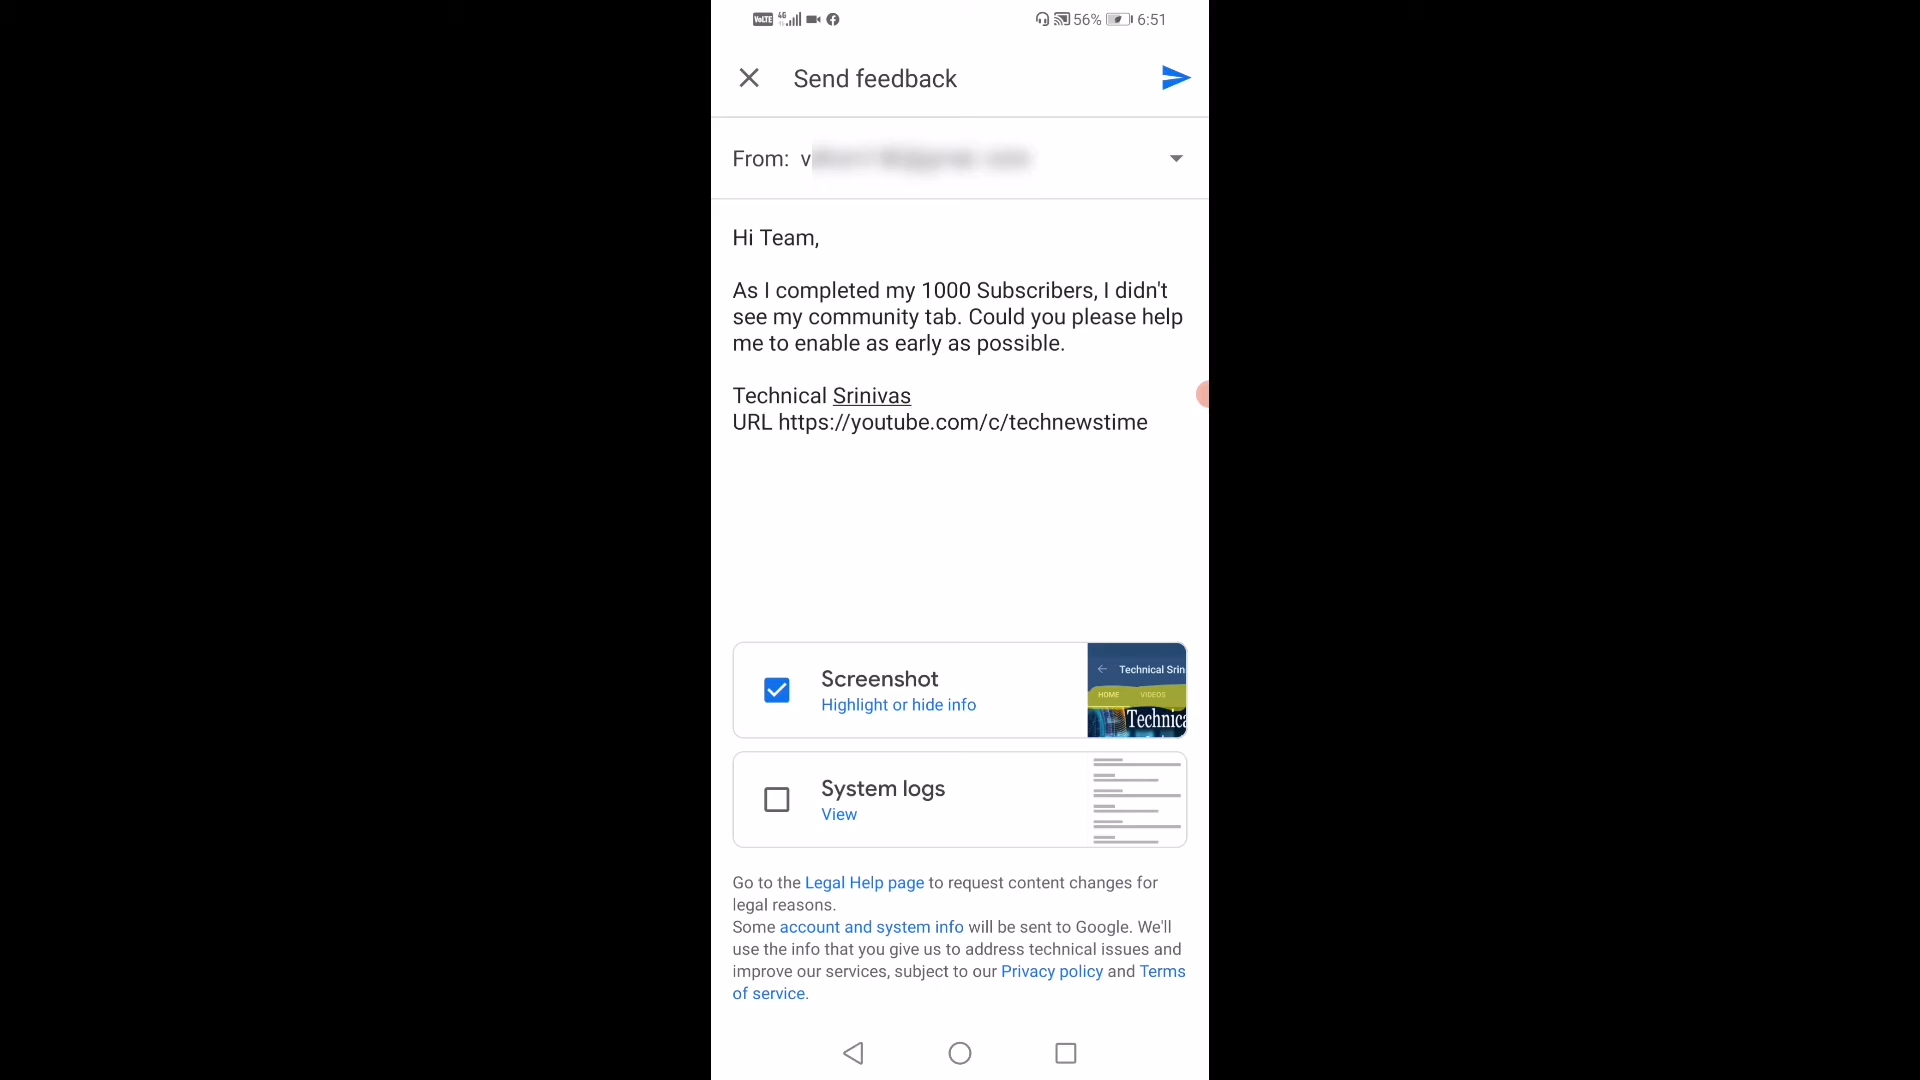 VoLTE 4G 56% 6:51
Send feedback
From: v
Hi Team,
As I completed my 1000 Subscribers, I didn't
see my community tab. Could you please help
me to enable as early as possible.
Technical Srinivas
URL https://youtube.com/c/technewstime
Screenshot
Highlight or hide info
Technical Srin
HOME VIDEOS
Technica
System logs
View
Go to the Legal Help page to request content changes for
legal reasons.
Some account and system info will be sent to Google. We'll
use the info that you give us to address technical issues and
improve our services, subject to our Privacy policy and Terms
of service.